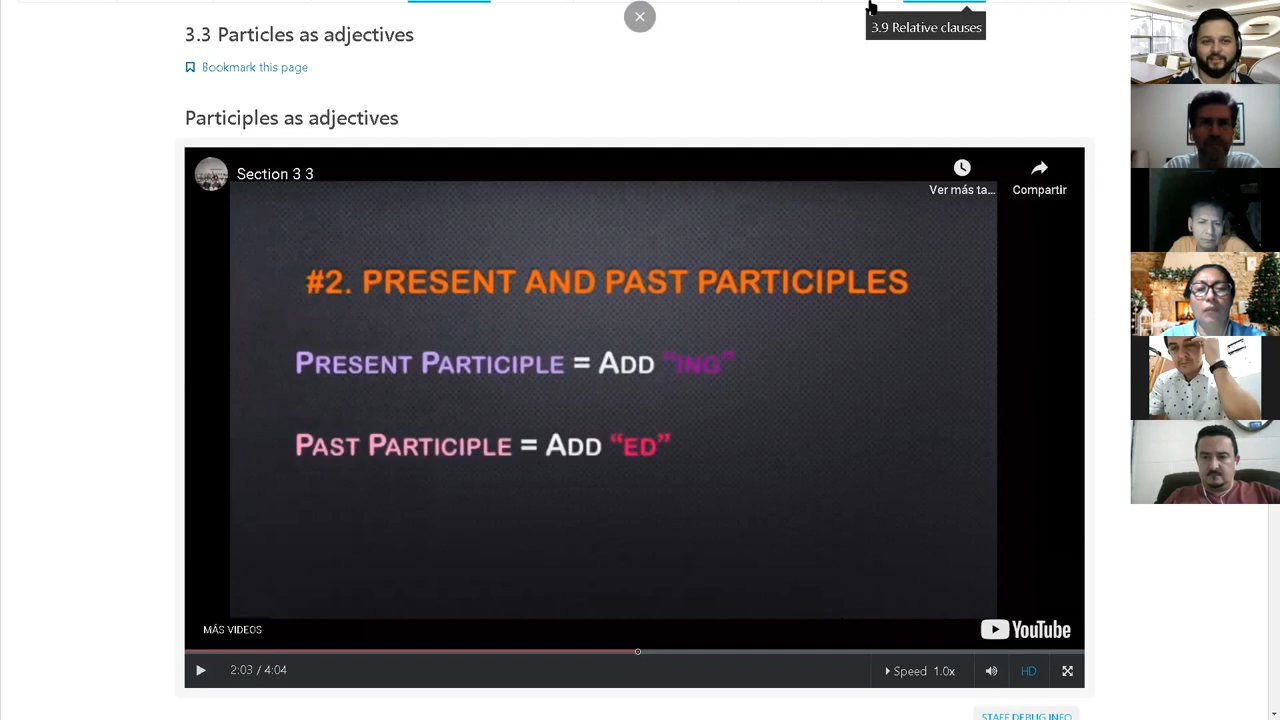 3.9 Relative clauses
3.3 Particles as adjectives
Bookmark this page
Participles as adjectives
Section 3 3
Ver más ta...
Compartir
#2. PRESENT AND PAST PARTICIPLES
PRESENT PARTICIPLE = ADD "ING"
PAST PARTICIPLE = ADD "ED"
MÁS VIDEOS
YouTube
2:03 / 4:04
Speed 1.0x
HD
STAFF DEBUG INFO